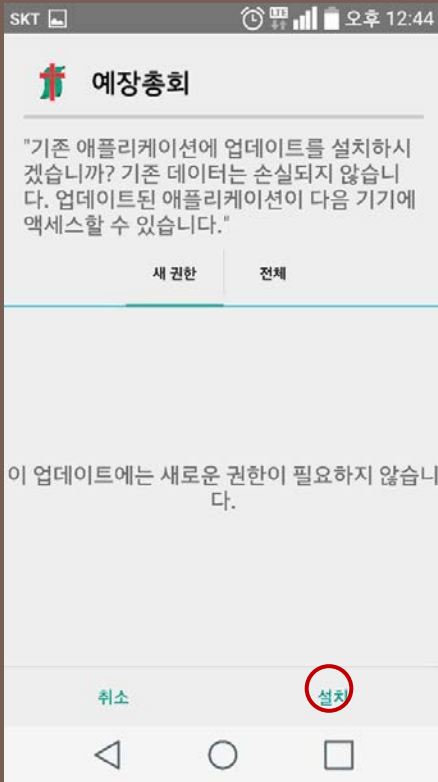 SKT LTE 오후 12:44
예장총회
"기존 애플리케이션에 업데이트를 설치하시
겠습니까? 기존 데이터는 손실되지 않습니
다. 업데이트된 애플리케이션이 다음 기기에
액세스할 수 있습니다."
새 권한 전체
이 업데이트에는 새로운 권한이 필요하지 않습니
다.
취소 설치